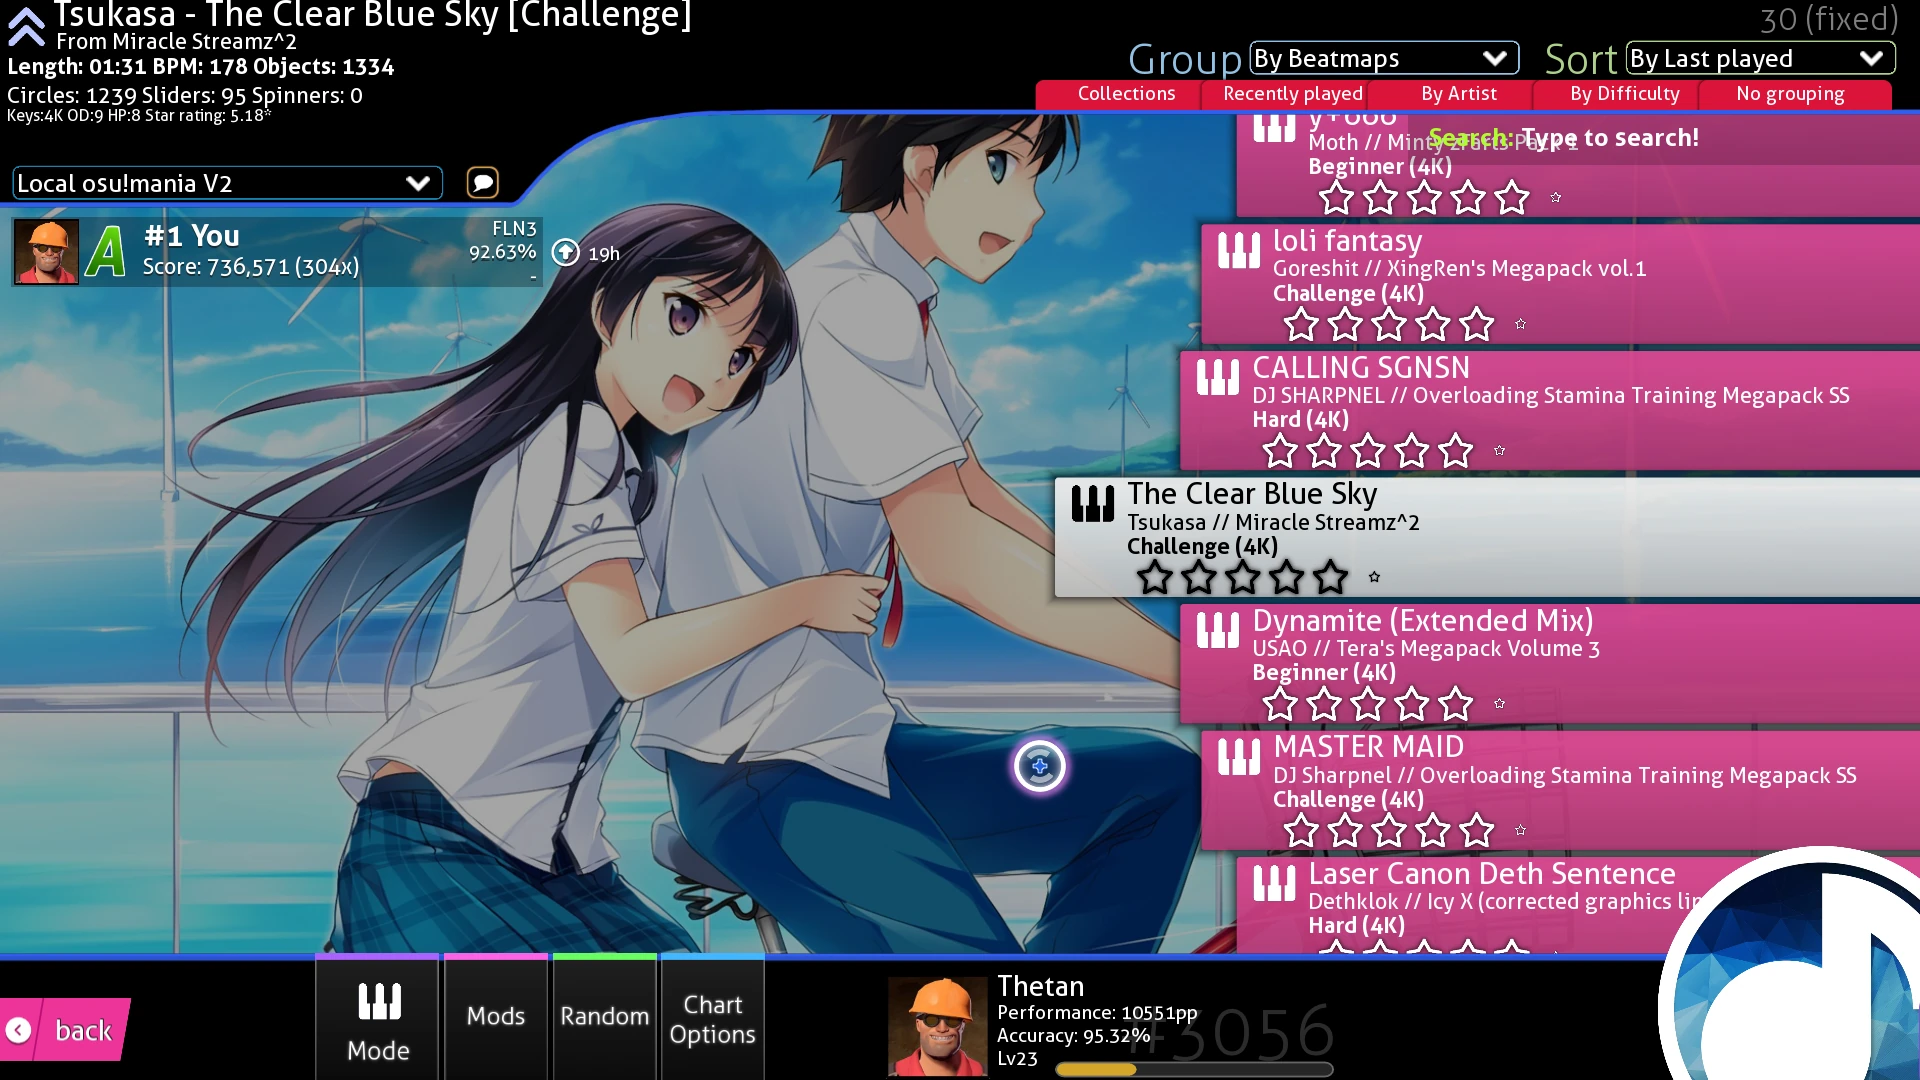 Tsukasa - The Clear Blue Sky [Challenge]
From Miracle Streamz^2
Length: 01:31 BPM: 178 Objects: 1334
Circles: 1239 Sliders: 95 Spinners: 0
Keys:4K OD:9 HP:8 Star rating: 5.18*
30 (fixed)
Group
By Beatmaps
Sort
By Last played
Collections
Recently played
By Artist
By Difficulty
No grouping
Search: Type to search!
Local osu!mania V2
#1 You
Score: 736,571 (304x)
FLN3
92.63%
-
19h
Moth // Minty
Beginner (4K)
loli fantasy
Goreshit // XingRen's Megapack vol.1
Challenge (4K)
CALLING SGNSN
DJ SHARPNEL // Overloading Stamina Training Megapack SS
Hard (4K)
The Clear Blue Sky
Tsukasa // Miracle Streamz^2
Challenge (4K)
Dynamite (Extended Mix)
USAO // Tera's Megapack Volume 3
Beginner (4K)
MASTER MAID
DJ Sharpnel // Overloading Stamina Training Megapack SS
Challenge (4K)
Laser Canon Deth Sentence
Dethklok // Icy X (corrected graphics
Hard (4K)
back
Mode
Mods
Random
Chart
Options
Thetan
Performance: 10551pp
Accuracy: 95.32%
Lv23
#3056